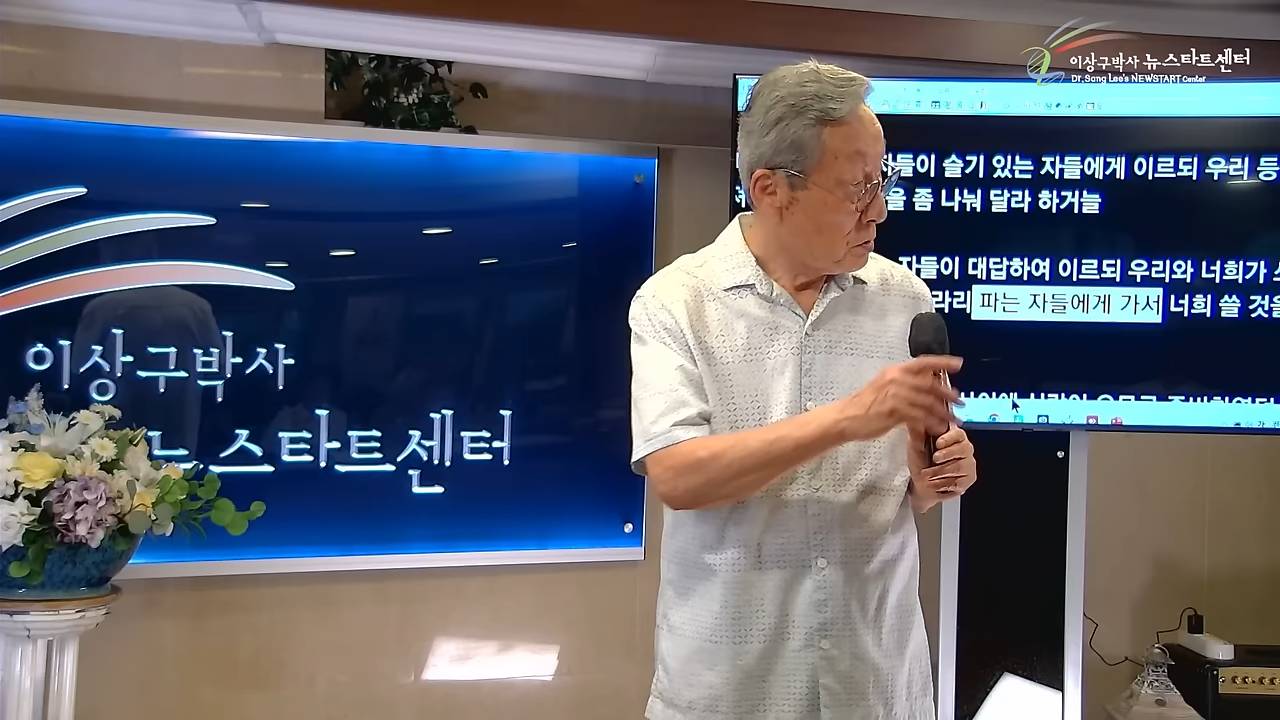 이상구박사 뉴스타트센터
Dr. Sang Lee's NEWSTART Center
이상구박사
뉴스타트센터
자들이 슬기 있는 자들에게 이르되 우리 등
을 좀 나눠 달라 하거늘
자들이 대답하여 이르되 우리와 너희가
파는 자들에게 가서 너희 쓸 것을